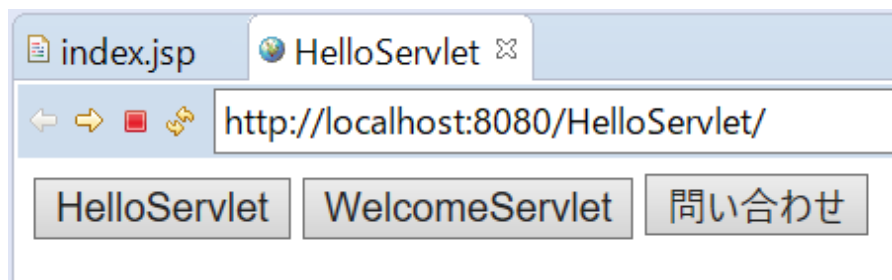 index.jsp HelloServlet
http://localhost:8080/HelloServlet/
HelloServlet WelcomeServlet 問い合わせ